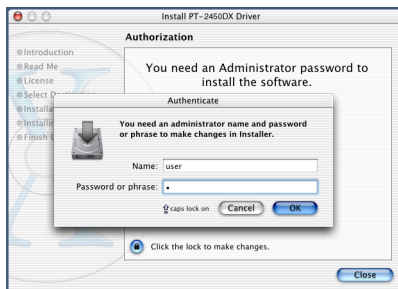 Install PT-2450DX Driver
Authorization
Introduction
Read Me
License
Select
You need an Administrator password to
install the software.
Authenticate
You need an administrator name and password
or phrase to make changes in Installer.
Name: user
Password or phrase: •
caps lock on
Cancel
OK
Finish
Click the lock to make changes.
Close